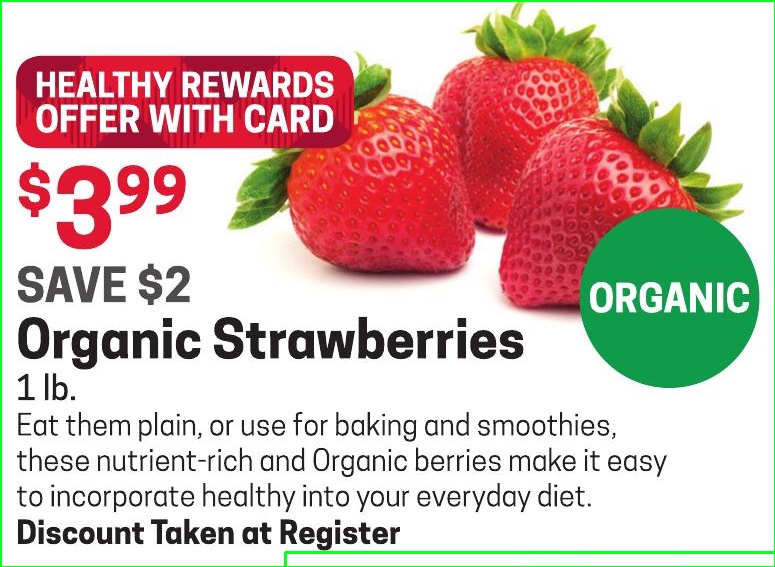 HEALTHY REWARDS
OFFER WITH CARD
$3.99
SAVE $2
ORGANIC
Organic Strawberries
1 lb.
Eat them plain, or use for baking and smoothies,
these nutrient-rich and Organic berries make it easy
to incorporate healthy into your everyday diet.
Discount Taken at Register